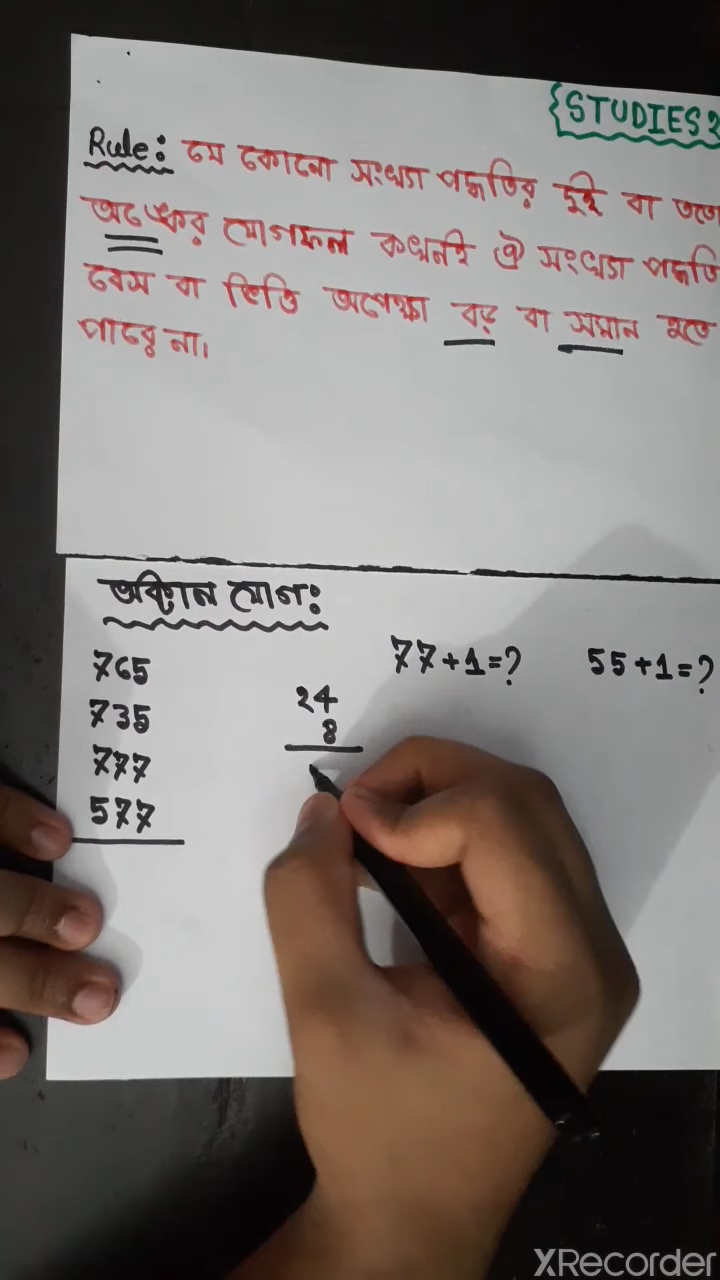 {STUDIES
Rule: যে কোনো সংখ্যা পদ্ধতির দুই বা ততো
অঙ্কের যোগফল কখনই ঐ সংখ্যা পদ্ধতি
বেস বা ভিত্তি অপেক্ষা বড় বা সমান হতে
পারবে না।
অক্টাল যোগ:
77+1=? 55+1=?
765
735
777
577
24
8
XRecorder